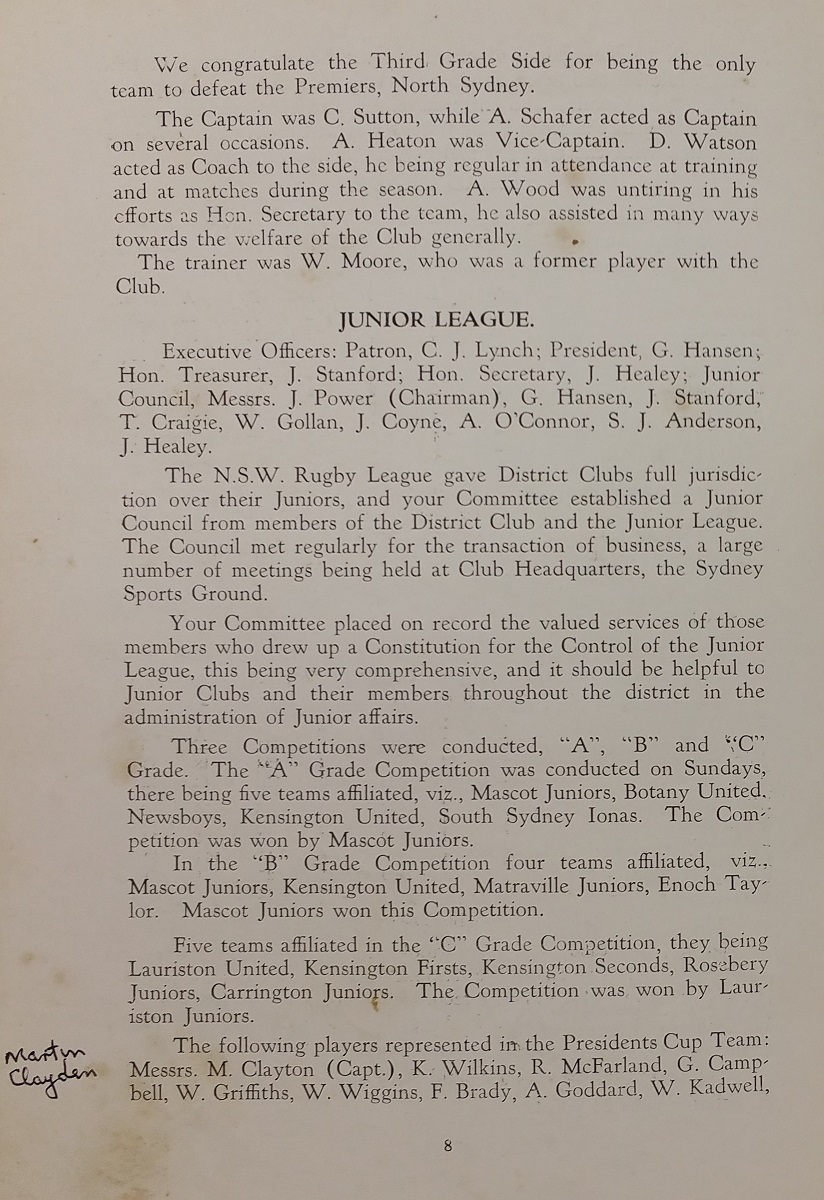 We congratulate the Third Grade Side for being the only
team to defeat the Premiers, North Sydney.
The Captain was C. Sutton, while A. Schafer acted as Captain
on several occasions. A. Heaton was Vice-Captain. D. Watson
acted as Coach to the side, he being regular in attendance at training
and at matches during the season. A. Wood was untiring in his
efforts as Hon. Secretary to the team, he also assisted in many ways
towards the welfare of the Club generally.
The trainer was W. Moore, who was a former player with the
Club.
JUNIOR LEAGUE.
Executive Officers: Patron, C. J. Lynch; President, G. Hansen;
Hon. Treasurer, J. Stanford; Hon. Secretary, J. Healey; Junior
Council, Messrs. J. Power (Chairman), G. Hansen, J. Stanford,
T. Craigie, W. Gollan, J. Coyne, A. O'Connor, S. J. Anderson,
J. Healey.
The N.S.W. Rugby League gave District Clubs full jurisdic-
tion over their Juniors, and your Committee established a Junior
Council from members of the District Club and the Junior League.
The Council met regularly for the transaction of business, a large
number of meetings being held at Club Headquarters, the Sydney
Sports Ground.
Your Committee placed on record the valued services of those
members who drew up a Constitution for the Control of the Junior
League, this being very comprehensive, and it should be helpful to
Junior Clubs and their members throughout the district in the
administration of Junior affairs.
Three Competitions were conducted, "A", "B" and "C"
Grade. The "A" Grade Competition was conducted on Sundays,
there being five teams affiliated, viz., Mascot Juniors, Botany United,
Newsboys, Kensington United, South Sydney Ionas. The Com-
petition was won by Mascot Juniors.
In the "B" Grade Competition four teams affiliated, viz.,
Mascot Juniors, Kensington United, Matraville Juniors, Enoch Tay-
lor. Mascot Juniors won this Competition.
Five teams affiliated in the "C" Grade Competition, they being
Lauriston United, Kensington Firsts, Kensington Seconds, Rosebery
Juniors, Carrington Juniors. The Competition was won by Laur-
iston Juniors.
The following players represented in the Presidents Cup Team:
Messrs. M. Clayton (Capt.), K. Wilkins, R. McFarland, G. Camp-
bell, W. Griffiths, W. Wiggins, F. Brady, A. Goddard, W. Kadwell,
Martyn
Clayden
8